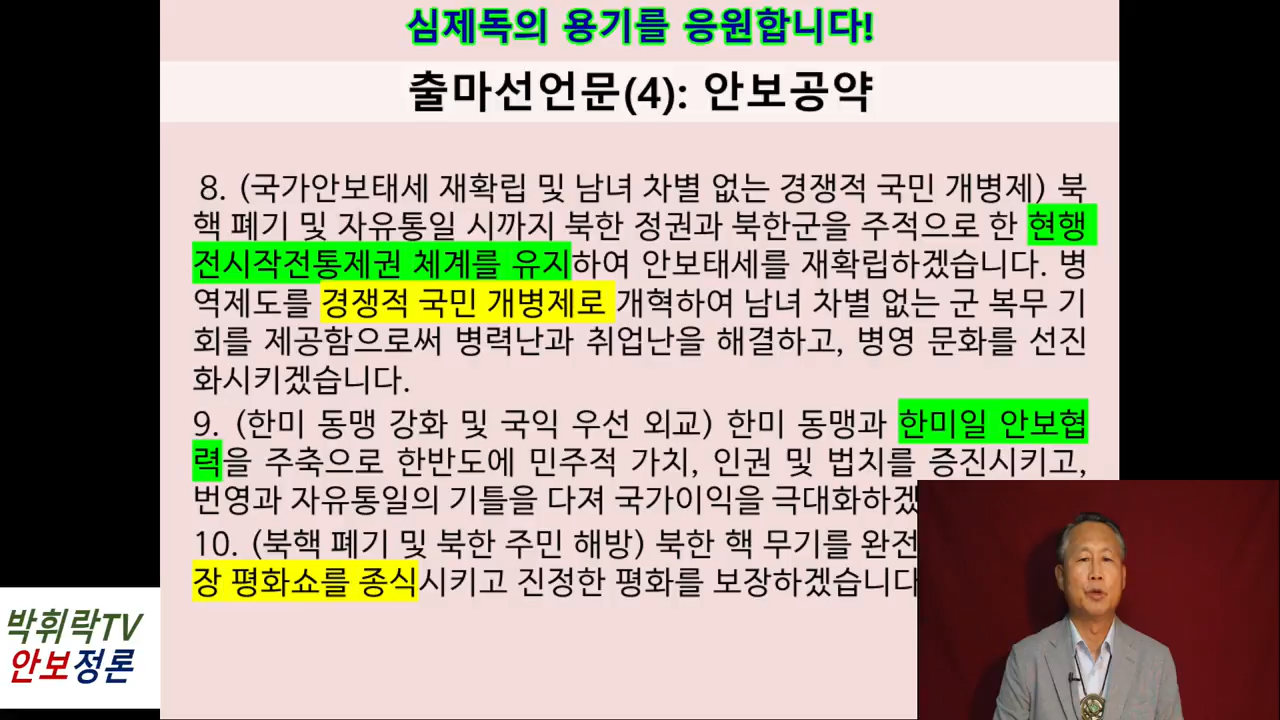 심제독의 용기를 응원합니다!
출마선언문(4): 안보공약
8. (국가안보태세 재확립 및 남녀 차별 없는 경쟁적 국민 개병제) 북
핵 폐기 및 자유통일 시까지 북한 정권과 북한군을 주적으로 한 현행
전시작전통제권 체계를 유지하여 안보태세를 재확립하겠습니다. 병
역제도를 경쟁적 국민 개병제로 개혁하여 남녀 차별 없는 군 복무 기
회를 제공함으로써 병력난과 취업난을 해결하고, 병영 문화를 선진
화시키겠습니다.
9. (한미 동맹 강화 및 국익 우선 외교) 한미 동맹과 한미일 안보협
력을 주축으로 한반도에 민주적 가치, 인권 및 법치를 증진시키고,
번영과 자유통일의 기틀을 다져 국가이익을 극대화하겠
10. (북핵 폐기 및 북한 주민 해방) 북한 핵 무기를 완전
장 평화쇼를 종식시키고 진정한 평화를 보장하겠습니다
박휘락TV
안보정론